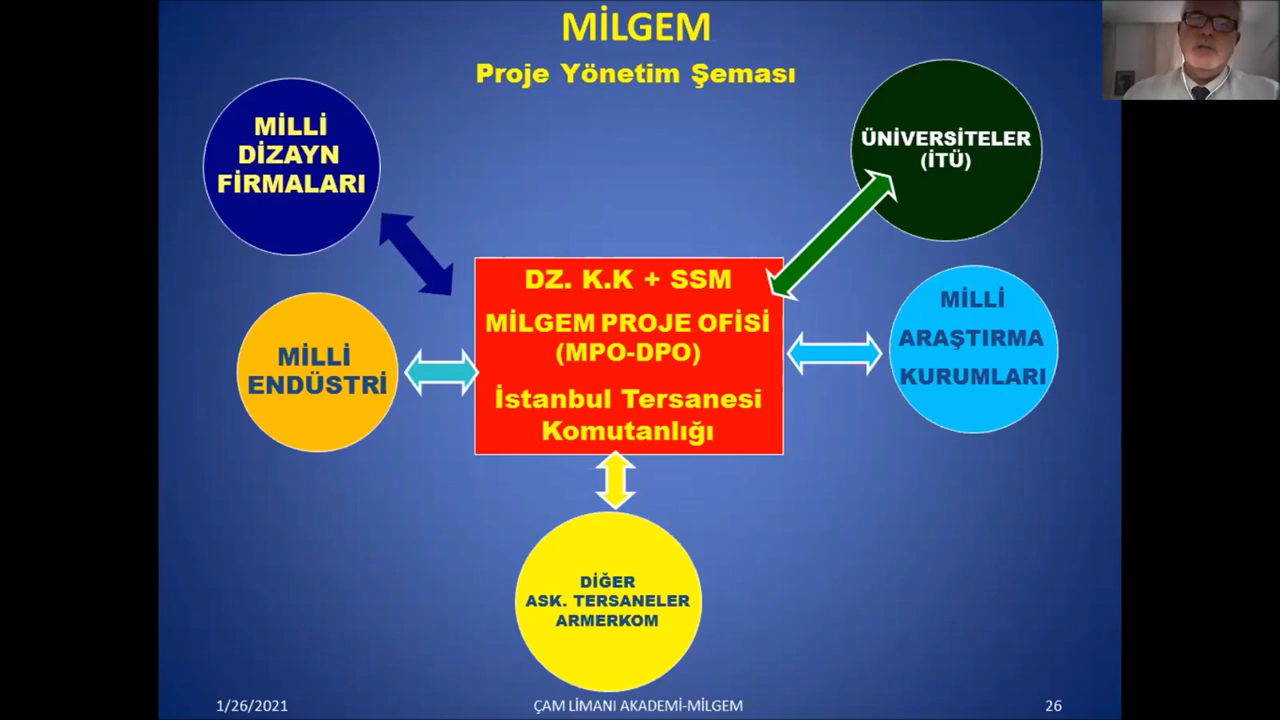 MİLGEM
Proje Yönetim Şeması
MİLLİ
DİZAYN
FİRMALARI
ÜNİVERSİTELER
(İTÜ)
DZ. K.K + SSM
MİLGEM PROJE OFİSİ
(MPO-DPO)
İstanbul Tersanesi
Komutanlığı
MİLLİ
ENDÜSTRİ
MİLLİ
ARAŞTIRMA
KURUMLARI
DİĞER
ASK. TERSANELER
ARMERKOM
1/26/2021
ÇAM LİMANI AKADEMİ-MİLGEM
26